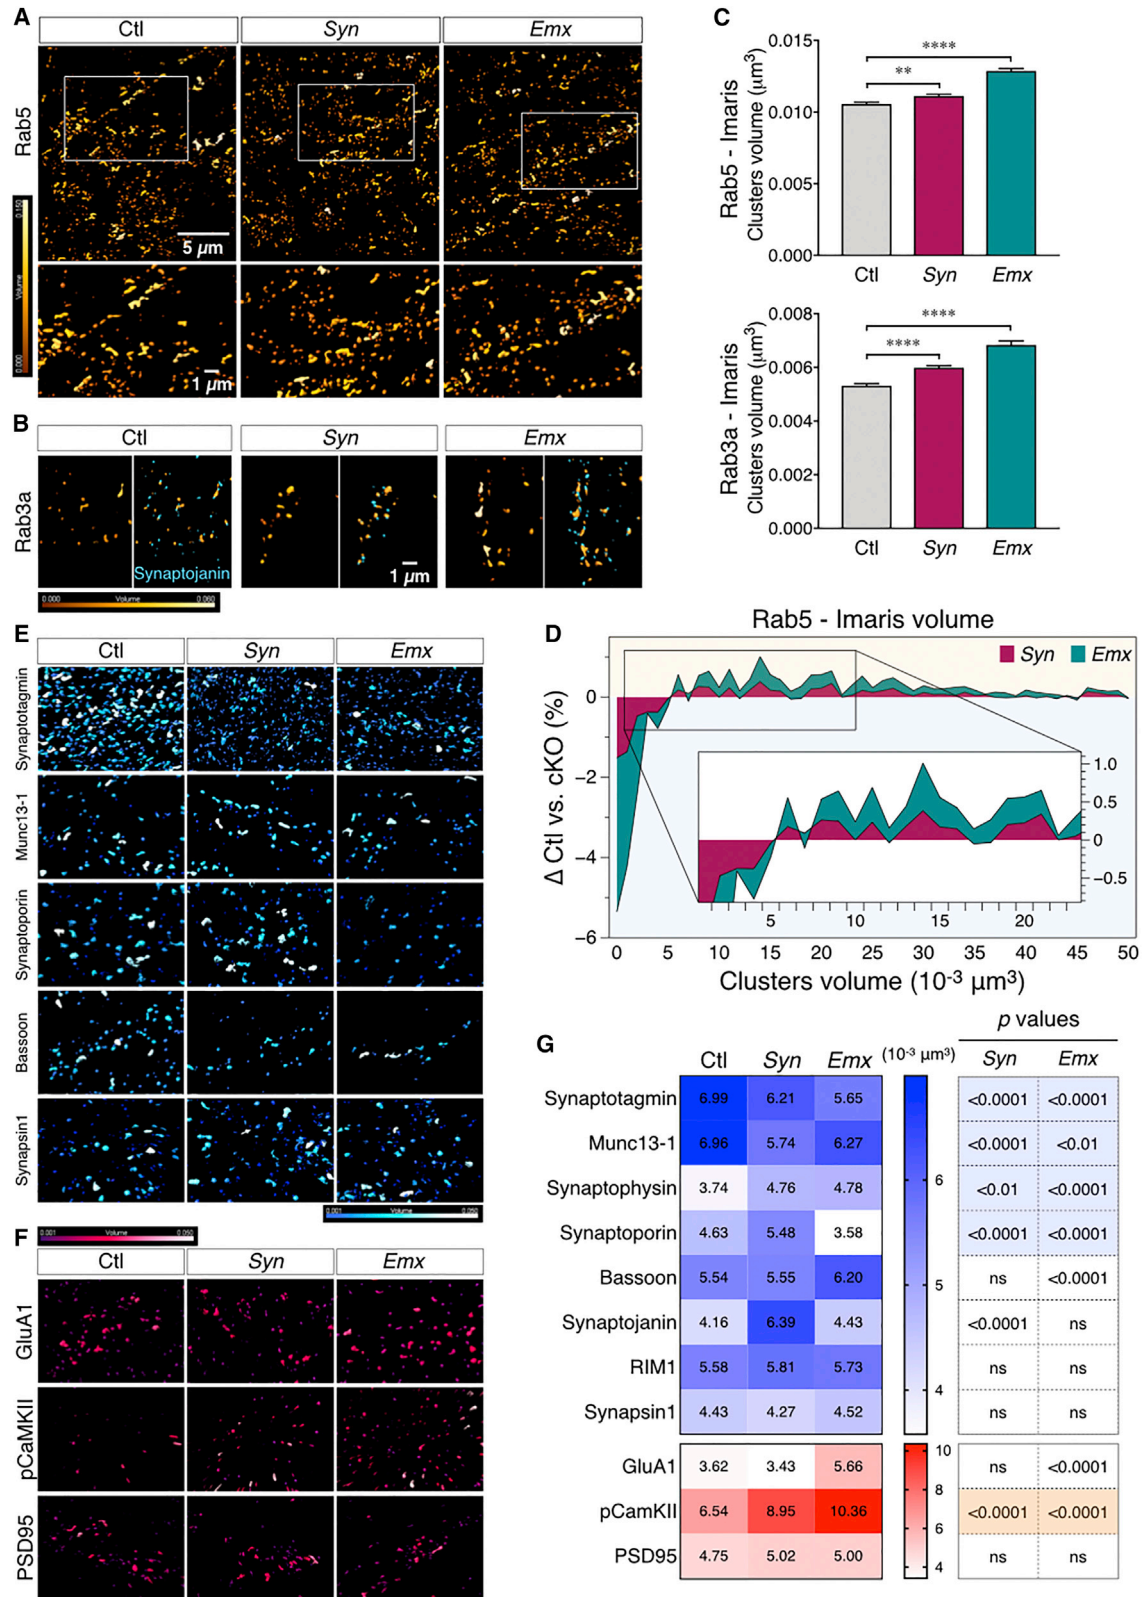 A
Ctl
Syn
Emx
Rab5
0.150
Volume
0.000
5 µm
1 µm
B
Ctl
Syn
Emx
Rab3a
Synaptojanin
1 µm
0.000 Volume 0.060
C
Rab5 - Imaris
Clusters volume (µm³)
0.015
0.010
0.005
0.000
****
**
Ctl
Syn
Emx
Rab3a - Imaris
Clusters volume (µm³)
0.008
0.006
0.004
0.002
0.000
****
****
Ctl
Syn
Emx
D
Rab5 - Imaris volume
Syn
Emx
Δ Ctl vs. cKO (%)
0
−2
−4
−6
1.0
0.5
0
−0.5
5 10 15 20
0 5 10 5 20 25 30 35 40 45 50
Clusters volume (10⁻³ µm³)
E
Ctl
Syn
Emx
Synaptotagmin
Munc13-1
Synaptoporin
Bassoon
Synapsin1
0.001 Volume 0.050
F
0.001 Volume 0.050
Ctl
Syn
Emx
GluA1
pCaMKII
PSD95
G
p values
Ctl Syn Emx (10⁻³ µm³) Syn Emx
Synaptotagmin 6.99 6.21 5.65 <0.0001 <0.0001
Munc13-1 6.96 5.74 6.27 <0.0001 <0.01
Synaptophysin 3.74 4.76 4.78 <0.01 <0.0001
Synaptoporin 4.63 5.48 3.58 <0.0001 <0.0001
Bassoon 5.54 5.55 6.20 ns <0.0001
Synaptojanin 4.16 6.39 4.43 <0.0001 ns
RIM1 5.58 5.81 5.73 ns ns
Synapsin1 4.43 4.27 4.52 ns ns
6
5
4
GluA1 3.62 3.43 5.66 ns <0.0001
pCamKII 6.54 8.95 10.36 <0.0001 <0.0001
PSD95 4.75 5.02 5.00 ns ns
10
8
6
4